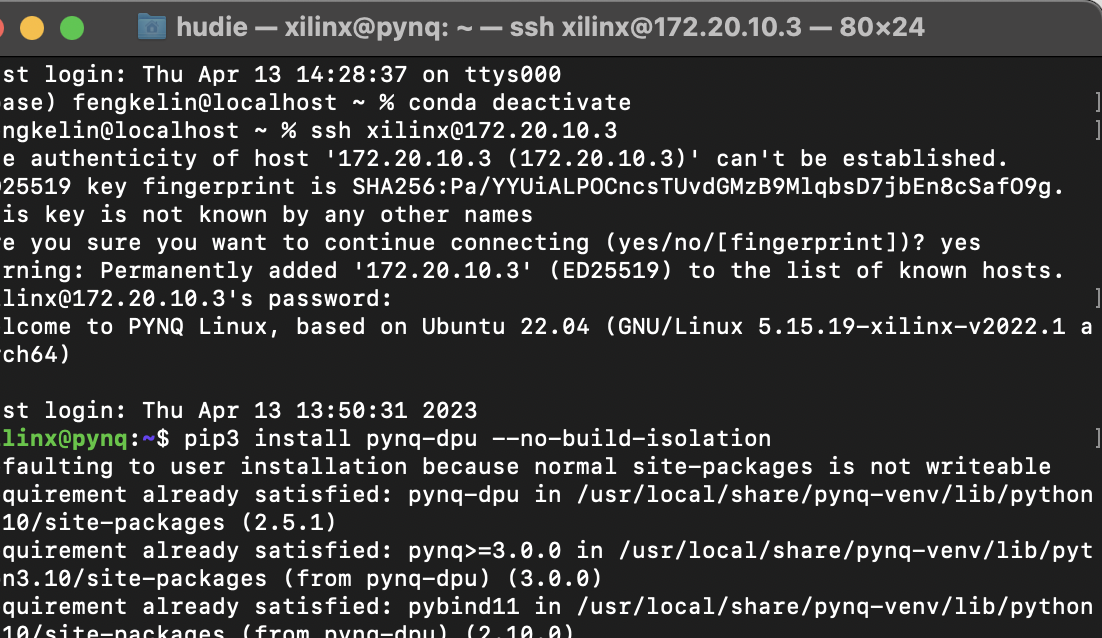 hudie — xilinx@pynq: ~ — ssh xilinx@172.20.10.3 — 80×24
st login: Thu Apr 13 14:28:37 on ttys000
ase) fengkelin@localhost ~ % conda deactivate
ngkelin@localhost ~ % ssh xilinx@172.20.10.3
e authenticity of host '172.20.10.3 (172.20.10.3)' can't be established.
25519 key fingerprint is SHA256:Pa/YYUiALPOCncsTUvdGMzB9MlqbsD7jbEn8cSafO9g.
is key is not known by any other names
e you sure you want to continue connecting (yes/no/[fingerprint])? yes
rning: Permanently added '172.20.10.3' (ED25519) to the list of known hosts.
linx@172.20.10.3's password:
lcome to PYNQ Linux, based on Ubuntu 22.04 (GNU/Linux 5.15.19-xilinx-v2022.1 a
ch64)
st login: Thu Apr 13 13:50:31 2023
linx@pynq:~$ pip3 install pynq-dpu --no-build-isolation
faulting to user installation because normal site-packages is not writeable
quirement already satisfied: pynq-dpu in /usr/local/share/pynq-venv/lib/python
10/site-packages (2.5.1)
quirement already satisfied: pynq>=3.0.0 in /usr/local/share/pynq-venv/lib/pyt
n3.10/site-packages (from pynq-dpu) (3.0.0)
quirement already satisfied: pybind11 in /usr/local/share/pynq-venv/lib/python
10/site-packages (from pynq-dpu) (2.10.0)